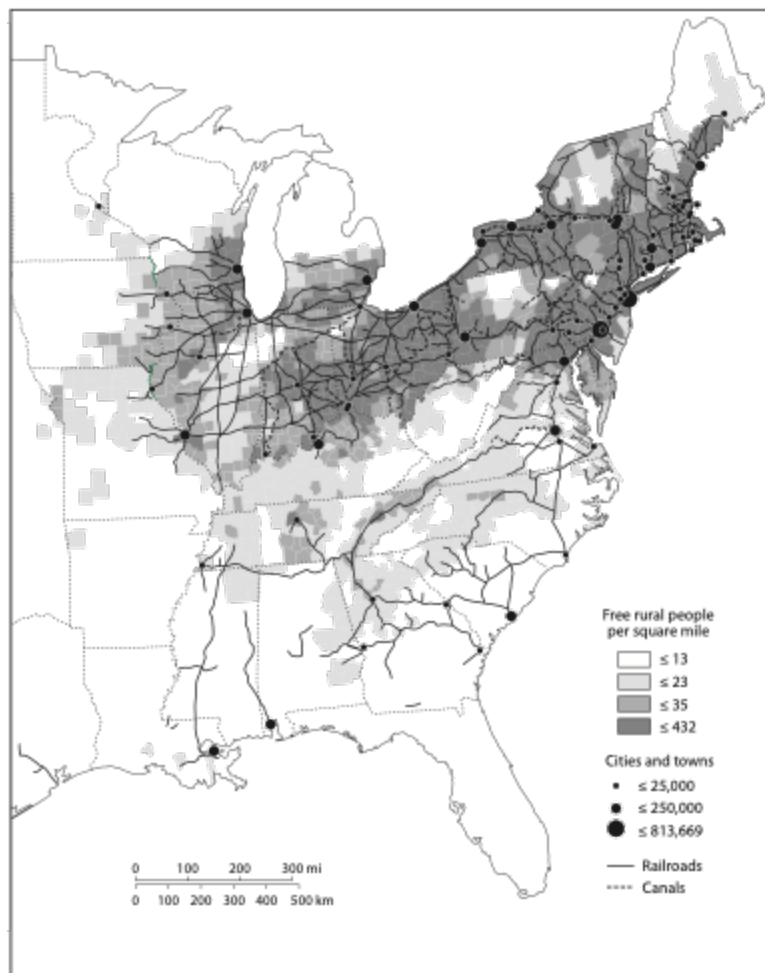 Free rural people
per square mile
≤ 13
≤ 23
≤ 35
≤ 432
Cities and towns
≤ 25,000
≤ 250,000
≤ 813,669
Railroads
Canals
0 100 200 300 mi
0 100 200 300 400 500 km